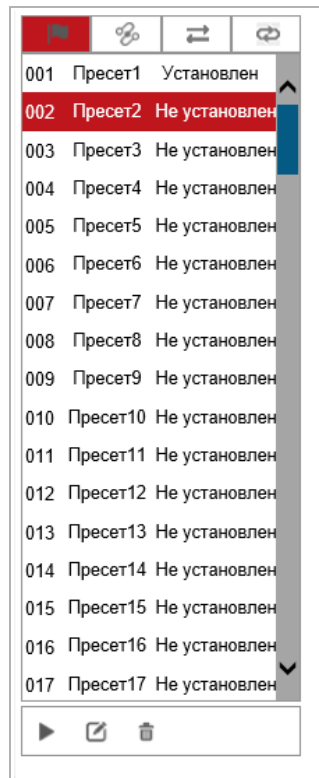 001 Пресет1 Установлен
002 Пресет2 Не установлен
003 Пресет3 Не установлен
004 Пресет4 Не установлен
005 Пресет5 Не установлен
006 Пресет6 Не установлен
007 Пресет7 Не установлен
008 Пресет8 Не установлен
009 Пресет9 Не установлен
010 Пресет10 Не установлен
011 Пресет11 Не установлен
012 Пресет12 Не установлен
013 Пресет13 Не установлен
014 Пресет14 Не установлен
015 Пресет15 Не установлен
016 Пресет16 Не установлен
017 Пресет17 Не установлен